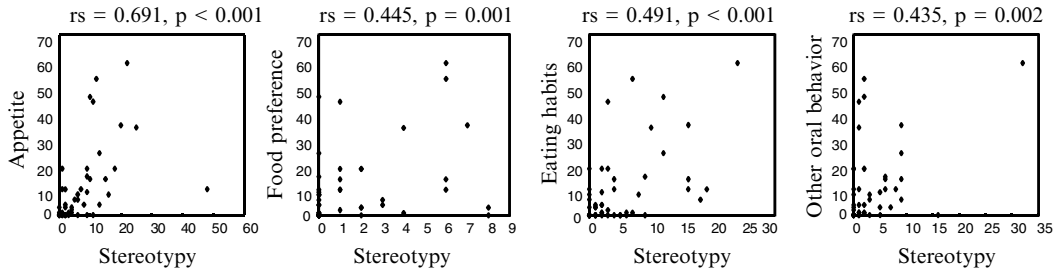 rs = 0.691, p < 0.001
rs = 0.445, p = 0.001
rs = 0.491, p < 0.001
rs = 0.435, p = 0.002
Appetite
70
60
50
40
30
20
10
0
0 10 20 30 40 50 60
Stereotypy
Food preference
70
60
50
40
30
20
10
0
0 1 2 3 4 5 6 7 8 9
Stereotypy
Eating habits
70
60
50
40
30
20
10
0
0 5 10 15 20 25 30
Stereotypy
Other oral behavior
70
60
50
40
30
20
10
0
0 5 10 15 20 25 30 35
Stereotypy